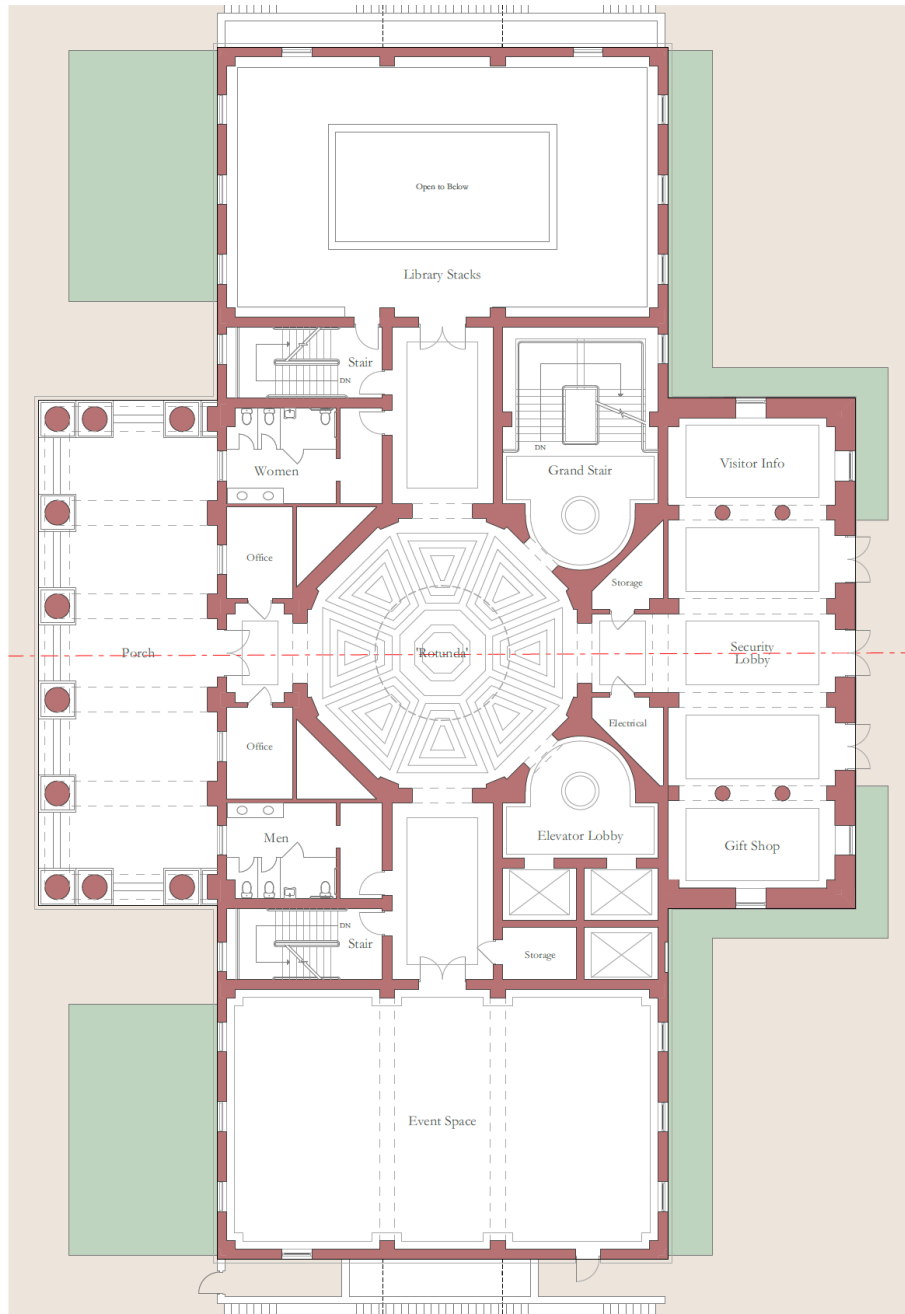 Open to Below
Library Stacks
Stair
DN
Women
DN
Grand Stair
Visitor Info
Office
Storage
Porch
'Rotunda'
Security
Lobby
Office
Electrical
Men
Elevator Lobby
Gift Shop
DN
Stair
Storage
Event Space